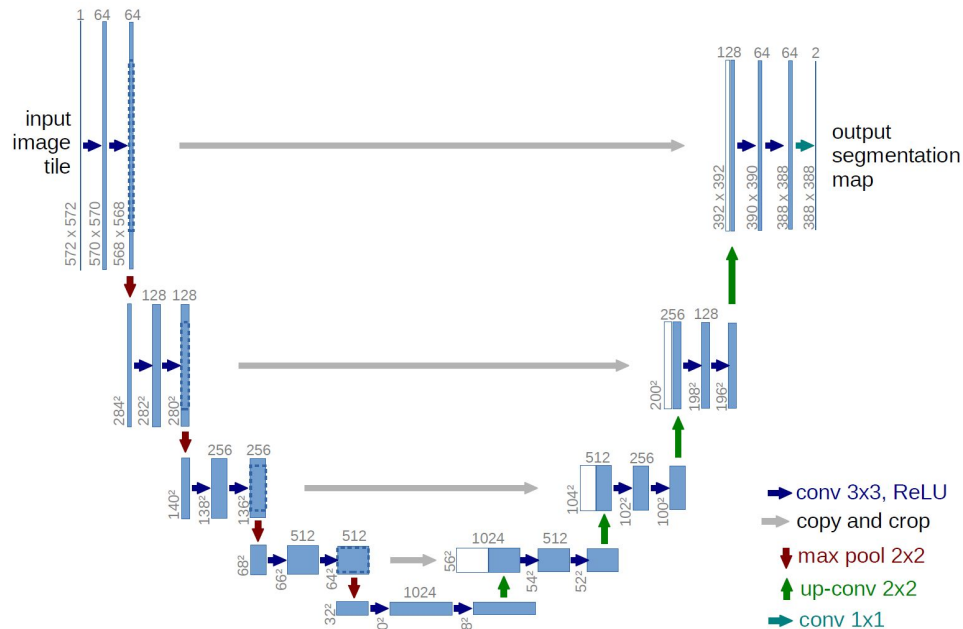 1 64 64
input
image
tile
572 x 572
570 x 570
568 x 568
128 64 64 2
output
segmentation
map
392 x 392
390 x 390
388 x 388
388 x 388
128 128
284²
282²
280²
256 128
200²
198²
196²
256 256
140²
138²
136²
512 256
104²
102²
100²
512 512
68²
66²
64²
1024 512
56²
54²
52²
1024
32²
conv 3x3, ReLU
copy and crop
max pool 2x2
up-conv 2x2
conv 1x1